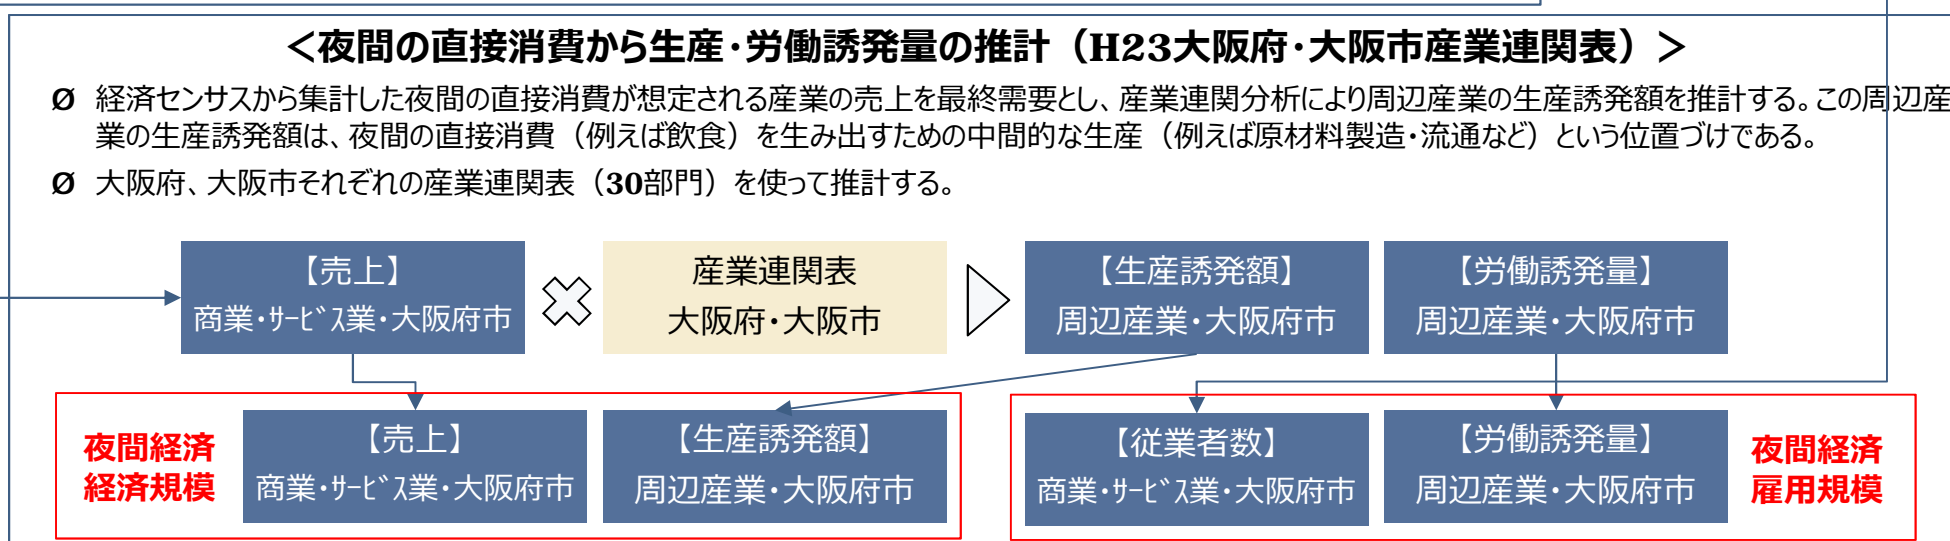 ＜夜間の直接消費から生産・労働誘発量の推計（H23大阪府・大阪市産業連関表）＞
Ø 経済センサスから集計した夜間の直接消費が想定される産業の売上を最終需要とし、産業連関分析により周辺産業の生産誘発額を推計する。この周辺産
業の生産誘発額は、夜間の直接消費（例えば飲食）を生み出すための中間的な生産（例えば原材料製造・流通など）という位置づけである。
Ø 大阪府、大阪市それぞれの産業連関表（30部門）を使って推計する。
【売上】
商業・ｻｰﾋﾞｽ業・大阪府市
産業連関表
大阪府・大阪市
【生産誘発額】
周辺産業・大阪府市
【労働誘発量】
周辺産業・大阪府市
夜間経済
経済規模
【売上】
商業・ｻｰﾋﾞｽ業・大阪府市
【生産誘発額】
周辺産業・大阪府市
【従業者数】
商業・ｻｰﾋﾞｽ業・大阪府市
【労働誘発量】
周辺産業・大阪府市
夜間経済
雇用規模